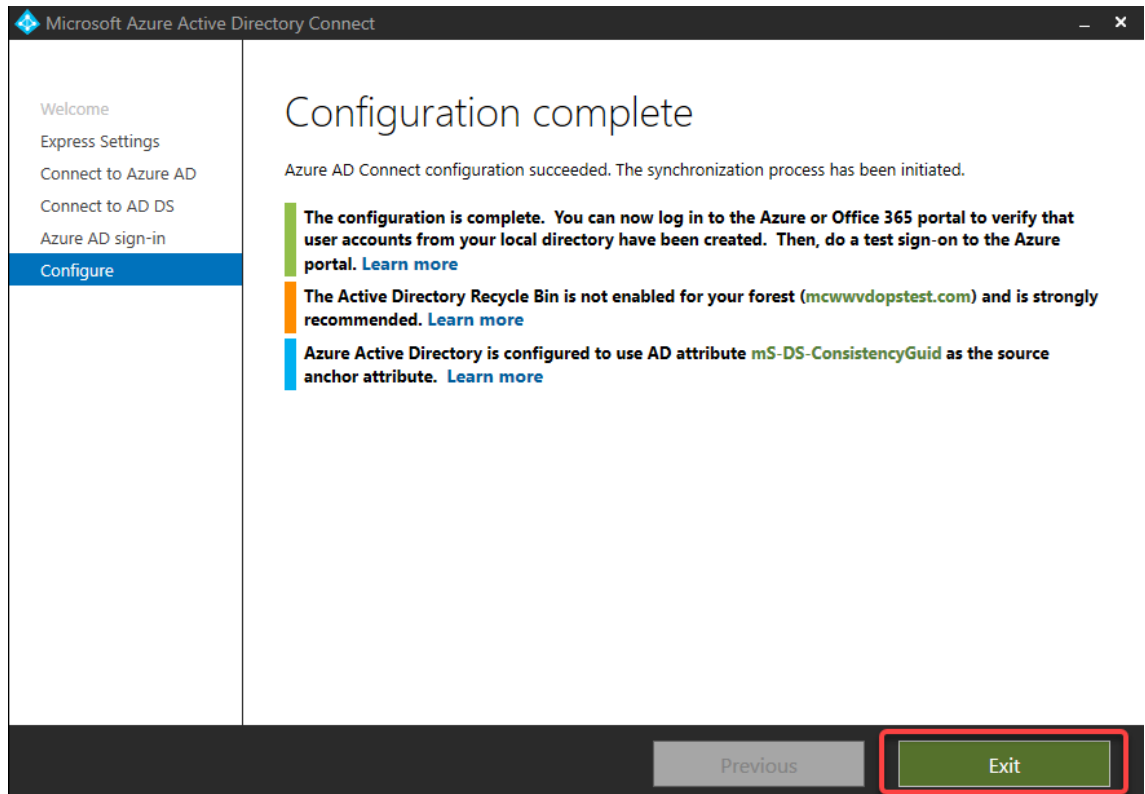 Microsoft Azure Active Directory Connect
Welcome
Express Settings
Connect to Azure AD
Connect to AD DS
Azure AD sign-in
Configure
Configuration complete
Azure AD Connect configuration succeeded. The synchronization process has been initiated.
The configuration is complete. You can now log in to the Azure or Office 365 portal to verify that
user accounts from your local directory have been created. Then, do a test sign-on to the Azure
portal. Learn more
The Active Directory Recycle Bin is not enabled for your forest (mcwwvdopstest.com) and is strongly
recommended. Learn more
Azure Active Directory is configured to use AD attribute mS-DS-ConsistencyGuid as the source
anchor attribute. Learn more
Previous
Exit